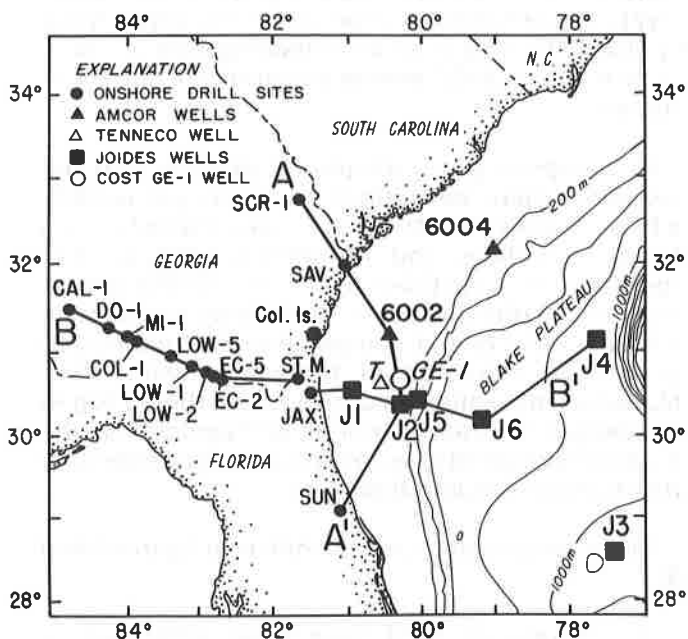 84° 82° 80° 78°
N.C.
EXPLANATION
ONSHORE DRILL SITES
AMCOR WELLS
TENNECO WELL
JOIDES WELLS
COST GE-1 WELL
34° 34°
SOUTH CAROLINA
A
SCR-1
200m
6004
1000m
GEORGIA
32° 32°
SAV.
CAL-1
DO-1
MI-1
B
Col. Is.
6002
BLAKE PLATEAU
J4
LOW-5
COL-1
EC-5
ST. M.
T.
GE-1
B'
LOW-1
LOW-2
EC-2
JAX.
J1
J2
J5
J6
30° 30°
FLORIDA
SUN
A'
J3
1000m
28° 28°
84° 82° 80° 78°